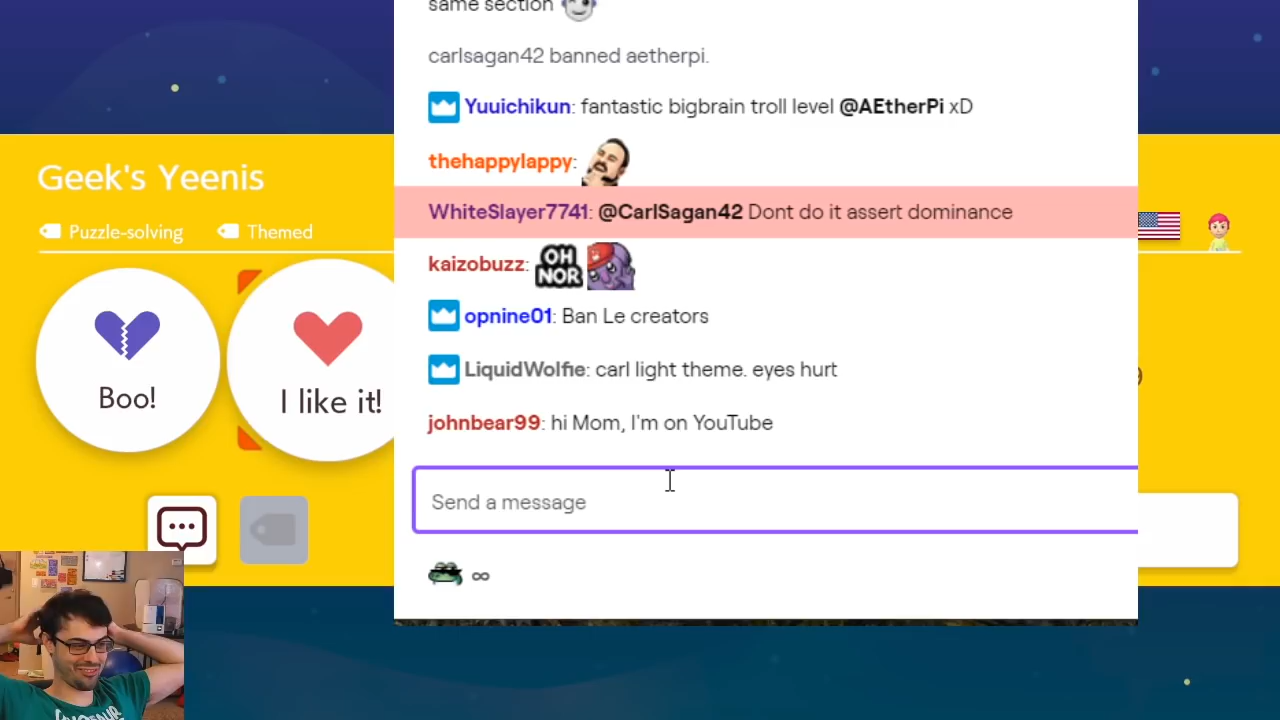 same section
carlsagan42 banned aetherpi.
Yuuichikun: fantastic bigbrain troll level @AEtherPi xD
thehappylappy:
WhiteSlayer7741: @CarlSagan42 Dont do it assert dominance
kaizobuzz: OH NOR
opnine01: Ban Le creators
LiquidWolfie: carl light theme. eyes hurt
johnbear99: hi Mom, I'm on YouTube
Send a message
∞
Geek's Yeenis
Puzzle-solving Themed
Boo!
I like it!